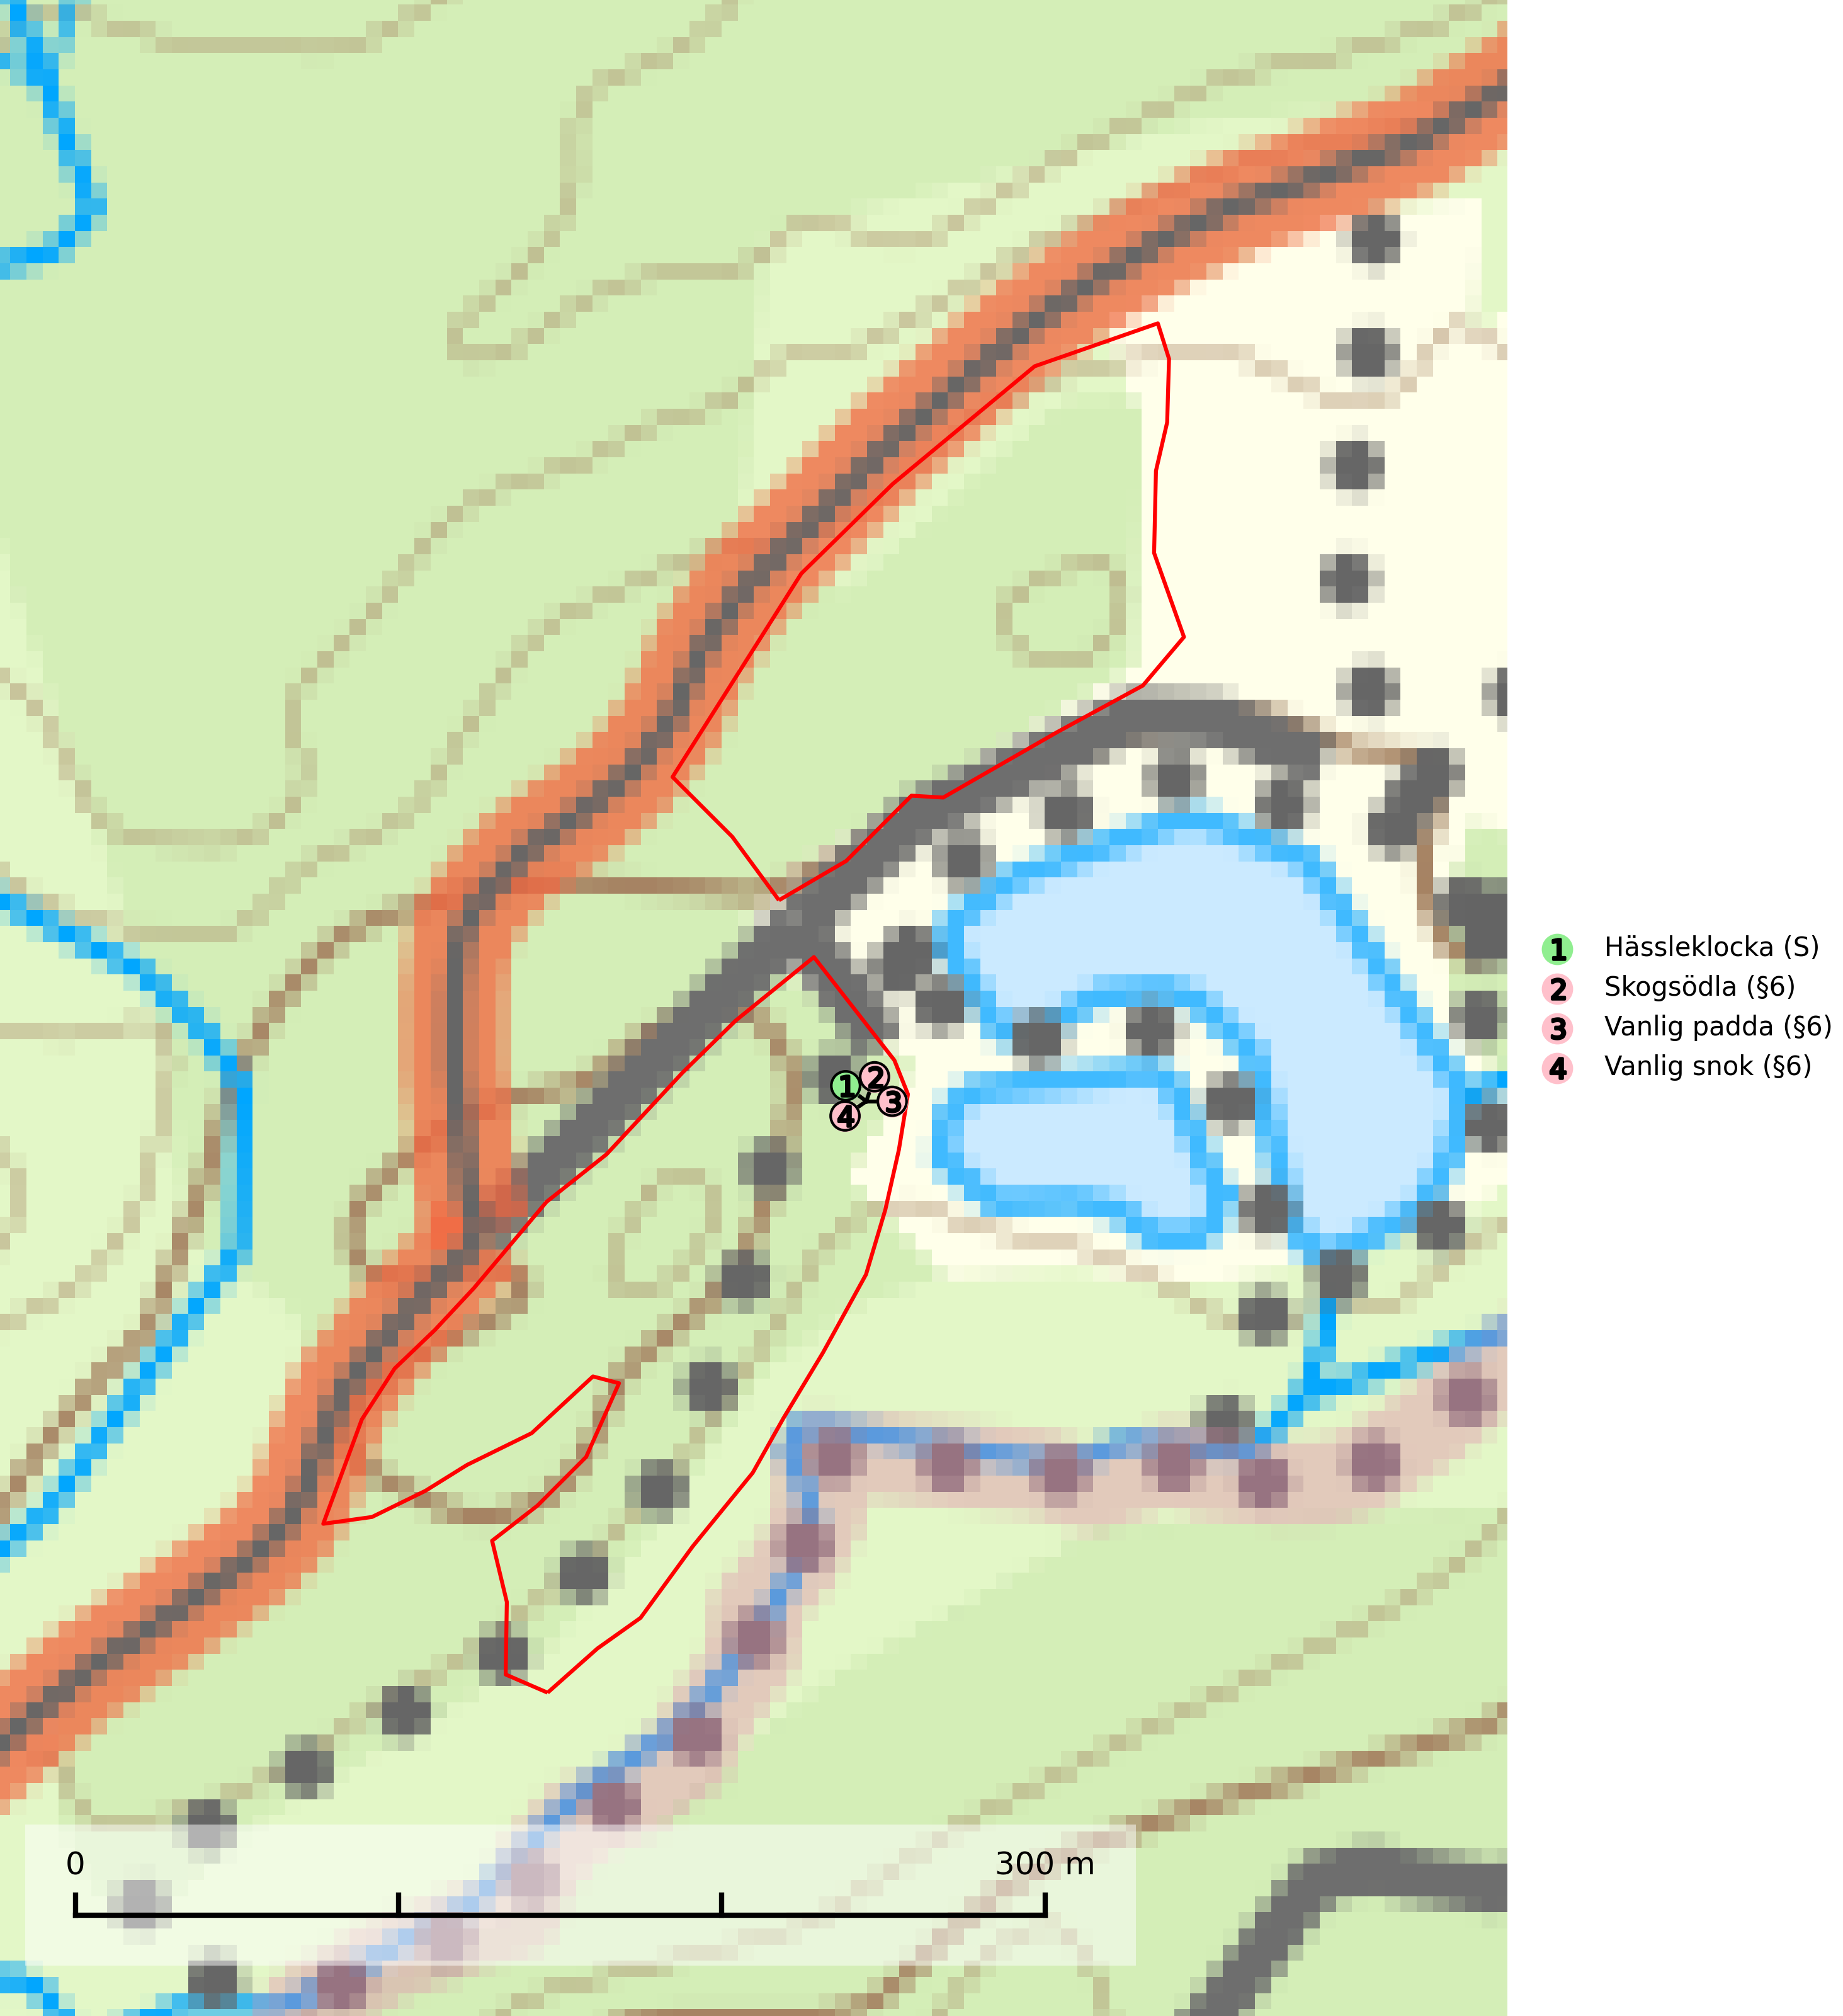 1 Hässleklocka (S)
2 Skogsödla (§6)
3 Vanlig padda (§6)
4 Vanlig snok (§6)
1 2
4 3
0 300 m